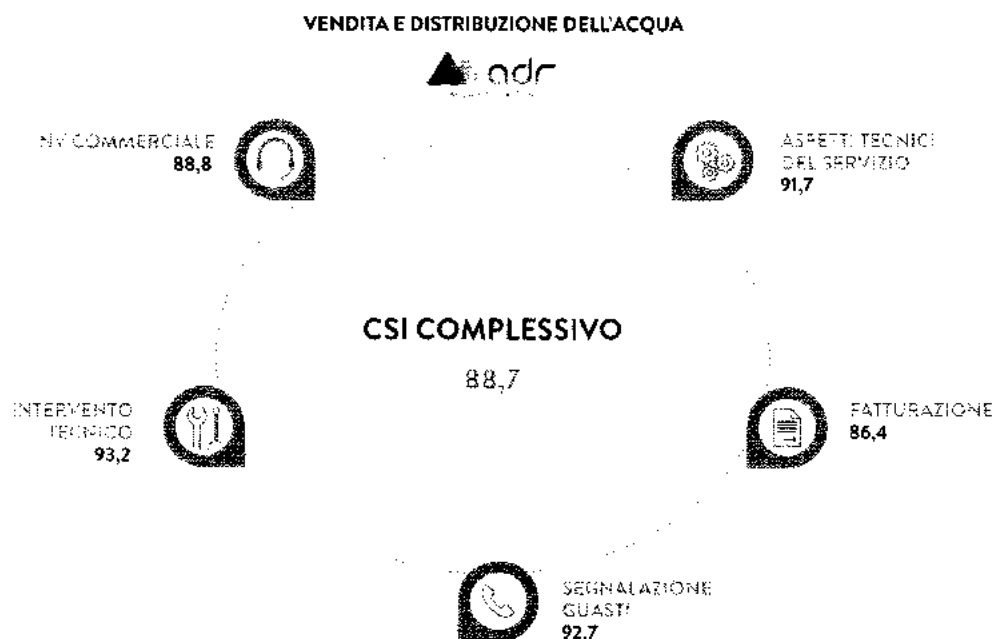 VENDITA E DISTRIBUZIONE DELL'ACQUA
adr
NV COMMERCIALE
88,8
ASPETTI TECNICI
DEL SERVIZIO
91,7
CSI COMPLESSIVO
88,7
INTERVENTO
TECNICO
93,2
FATTURAZIONE
86,4
SEGNALAZIONE
GUASTI
92,7